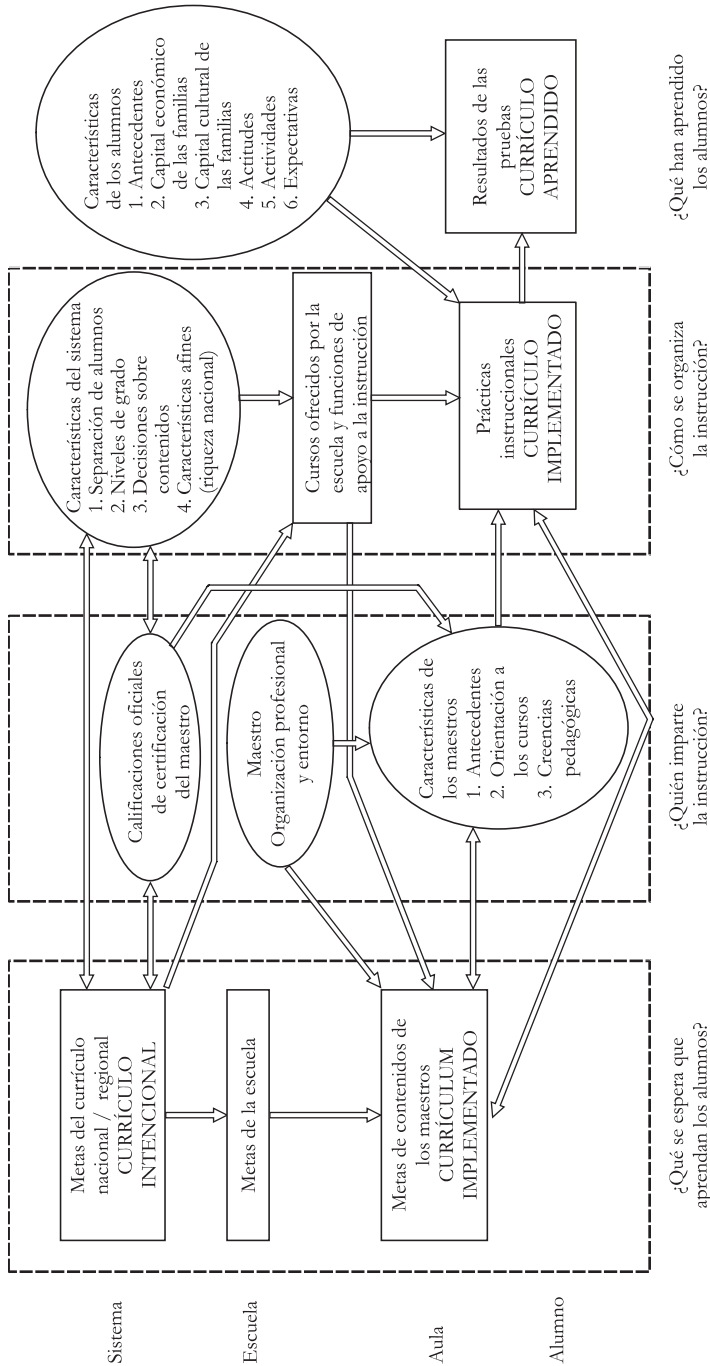 Sistema
Escuela
Aula
Alumno
Metas del currículo
nacional / regional
CURRÍCULO
INTENCIONAL
Metas de la escuela
Metas de contenidos de
los maestros
CURRÍCULUM
IMPLEMENTADO
¿Qué se espera que
aprendan los alumnos?
Calificaciones oficiales
de certificación
del maestro
Maestro
Organización profesional
y entorno
Características de
los maestros
1. Antecedentes
2. Orientación a
los cursos
3. Creencias
pedagógicas
¿Quién imparte
la instrucción?
Características del sistema
1. Separación de alumnos
2. Niveles de grado
3. Decisiones sobre
contenidos
4. Características afines
(riqueza nacional)
Cursos ofrecidos por la
escuela y funciones de
apoyo a la instrucción
Prácticas
instruccionales
CURRÍCULO
IMPLEMENTADO
¿Cómo se organiza
la instrucción?
Características
de los alumnos
1. Antecedentes
2. Capital económico
de las familias
3. Capital cultural de
las familias
4. Actitudes
5. Actividades
6. Expectativas
Resultados de las
pruebas
CURRÍCULO
APRENDIDO
¿Qué han aprendido
los alumnos?